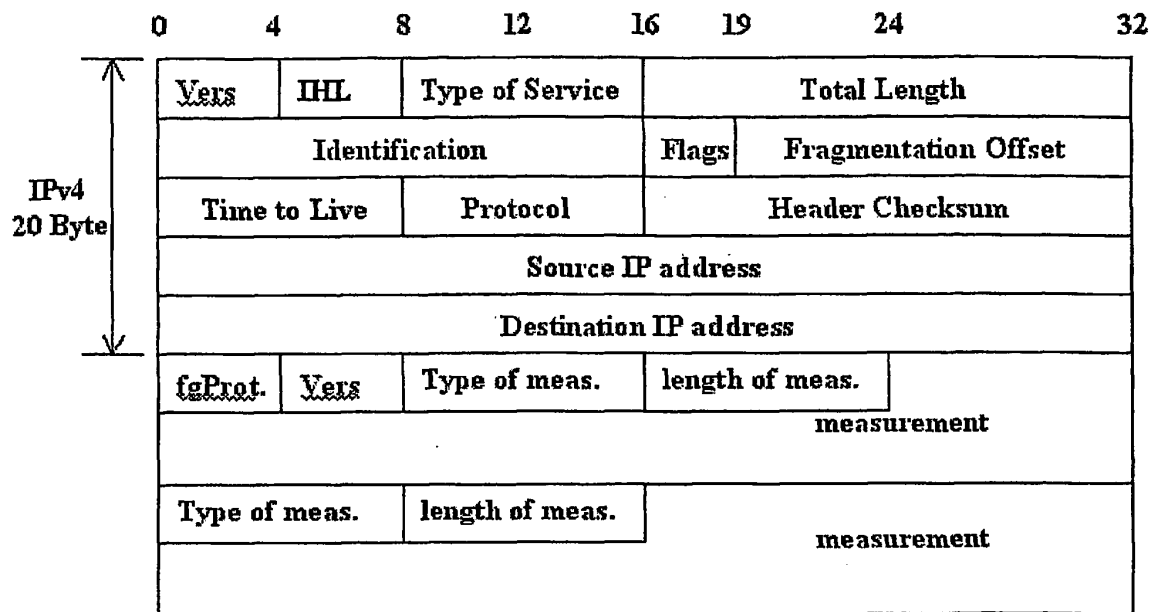 0 4 8 12 16 19 24 32
Vers IHL Type of Service Total Length
Identification Flags Fragmentation Offset
IPv4
20 Byte
Time to Live Protocol Header Checksum
Source IP address
Destination IP address
fgProt. Vers Type of meas. length of meas.
measurement
Type of meas. length of meas.
measurement